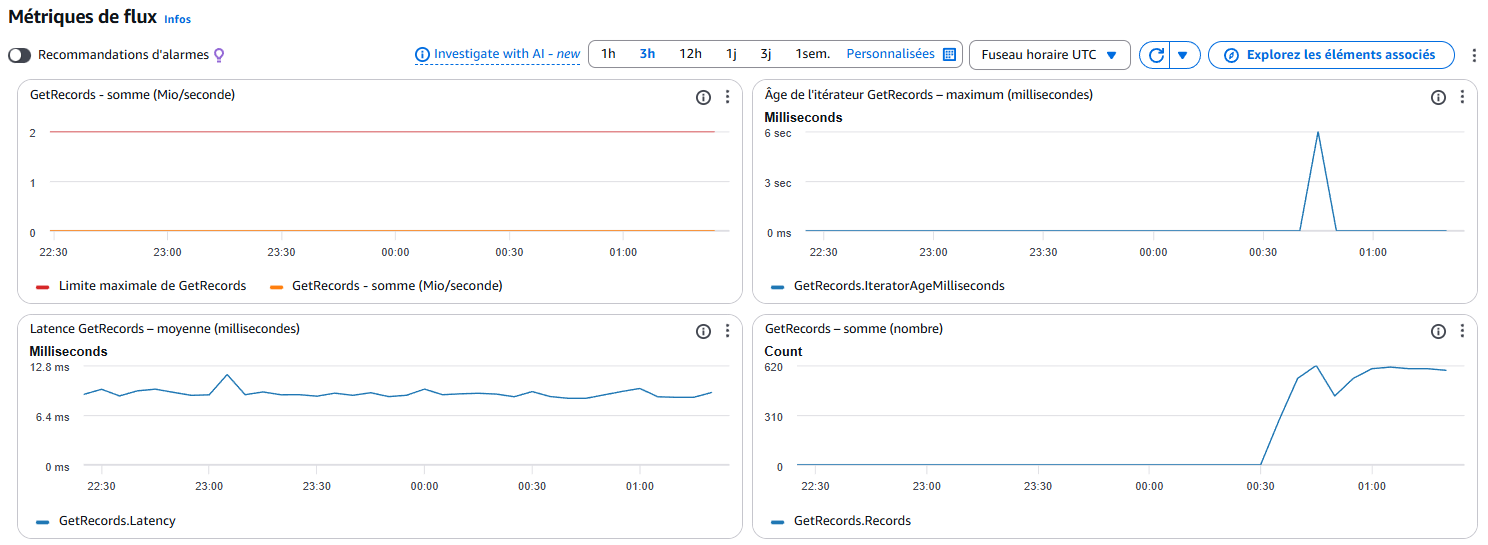 Métriques de flux Infos
Recommandations d'alarmes
Investigate with AI - new
1h 3h 12h 1j 3j 1sem. Personnalisées
Fuseau horaire UTC
Explorez les éléments associés
GetRecords - somme (Mio/seconde)
2
1
0
22:30 23:00 23:30 00:00 00:30 01:00
Limite maximale de GetRecords GetRecords - somme (Mio/seconde)
Âge de l'itérateur GetRecords – maximum (millisecondes)
Milliseconds
6 sec
3 sec
0 ms
22:30 23:00 23:30 00:00 00:30 01:00
GetRecords.IteratorAgeMilliseconds
Latence GetRecords – moyenne (millisecondes)
Milliseconds
12.8 ms
6.4 ms
0 ms
22:30 23:00 23:30 00:00 00:30 01:00
GetRecords.Latency
GetRecords – somme (nombre)
Count
620
310
0
22:30 23:00 23:30 00:00 00:30 01:00
GetRecords.Records